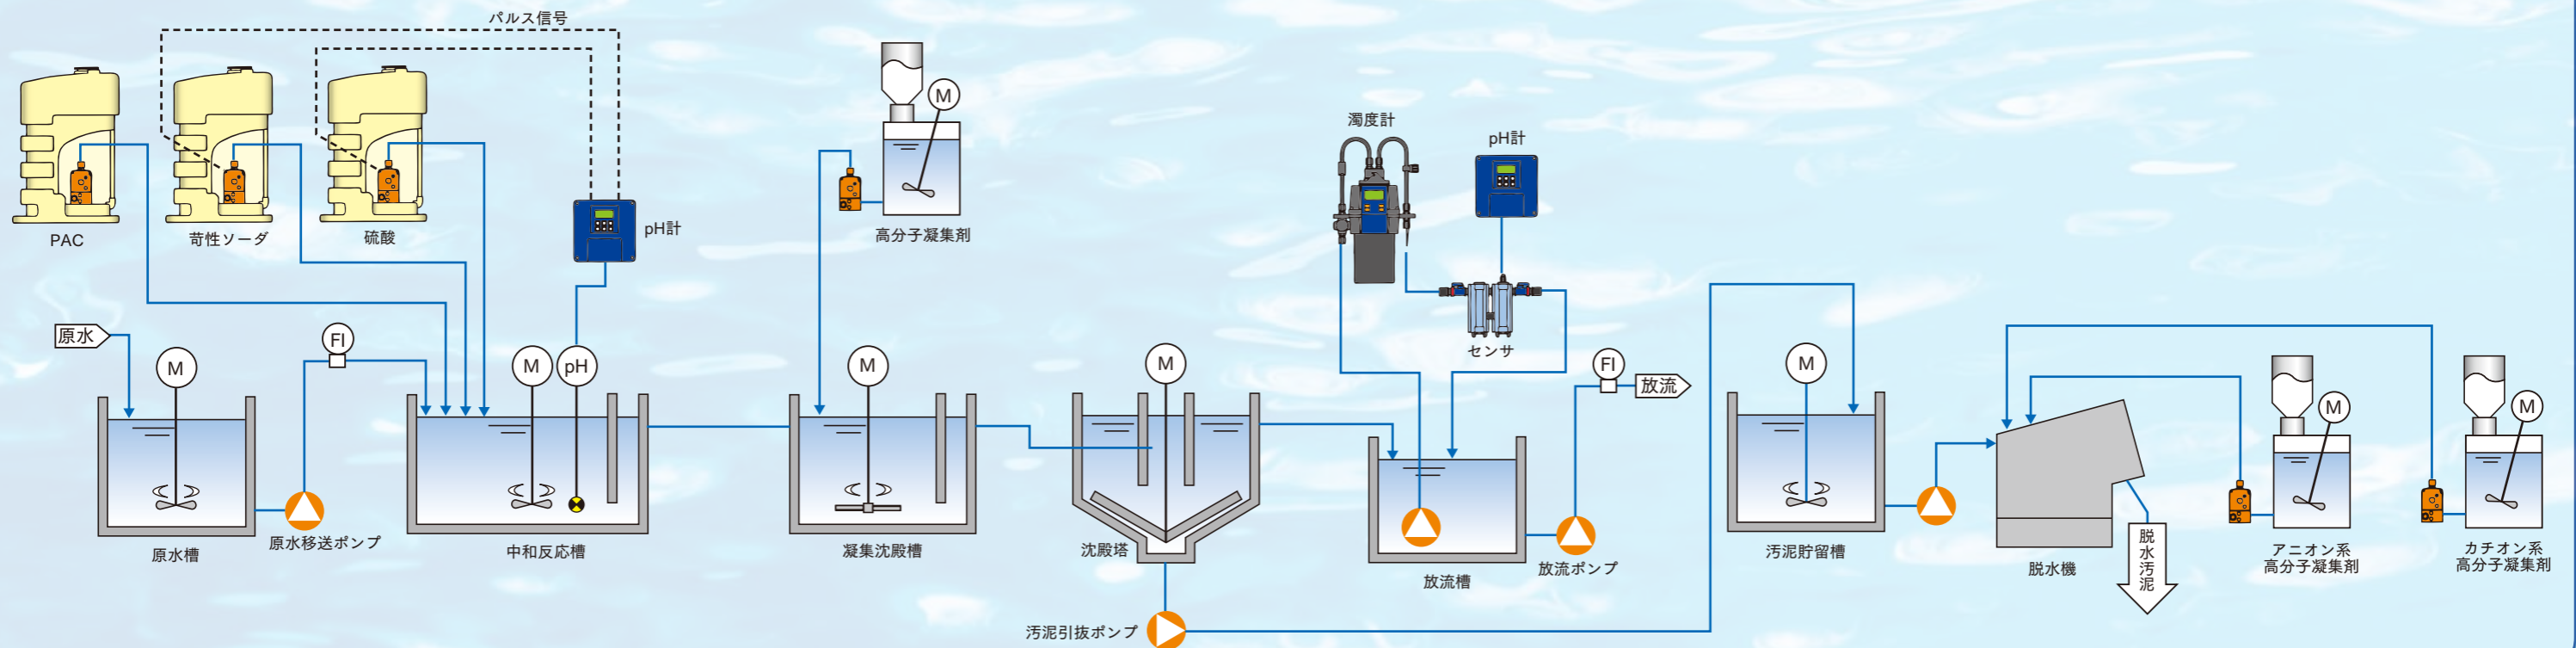 パルス信号
PAC
苛性ソーダ
硫酸
pH計
M
高分子凝集剤
濁度計
pH計
センサ
原水
M
FI
M
pH
M
M
FI
放流
M
M
M
原水槽
原水移送ポンプ
中和反応槽
凝集沈殿槽
沈殿塔
放流槽
放流ポンプ
汚泥引抜ポンプ
汚泥貯留槽
脱水機
脱水汚泥
アニオン系
高分子凝集剤
カチオン系
高分子凝集剤